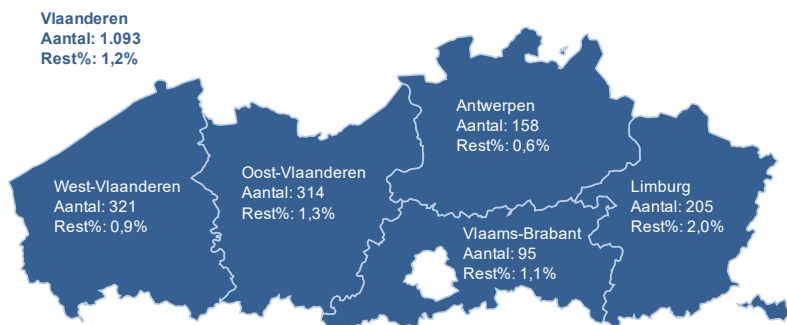 Vlaanderen
Aantal: 1.093
Rest%: 1,2%
Antwerpen
Aantal: 158
Rest%: 0,6%
West-Vlaanderen
Aantal: 321
Rest%: 0,9%
Oost-Vlaanderen
Aantal: 314
Rest%: 1,3%
Limburg
Aantal: 205
Rest%: 2,0%
Vlaams-Brabant
Aantal: 95
Rest%: 1,1%